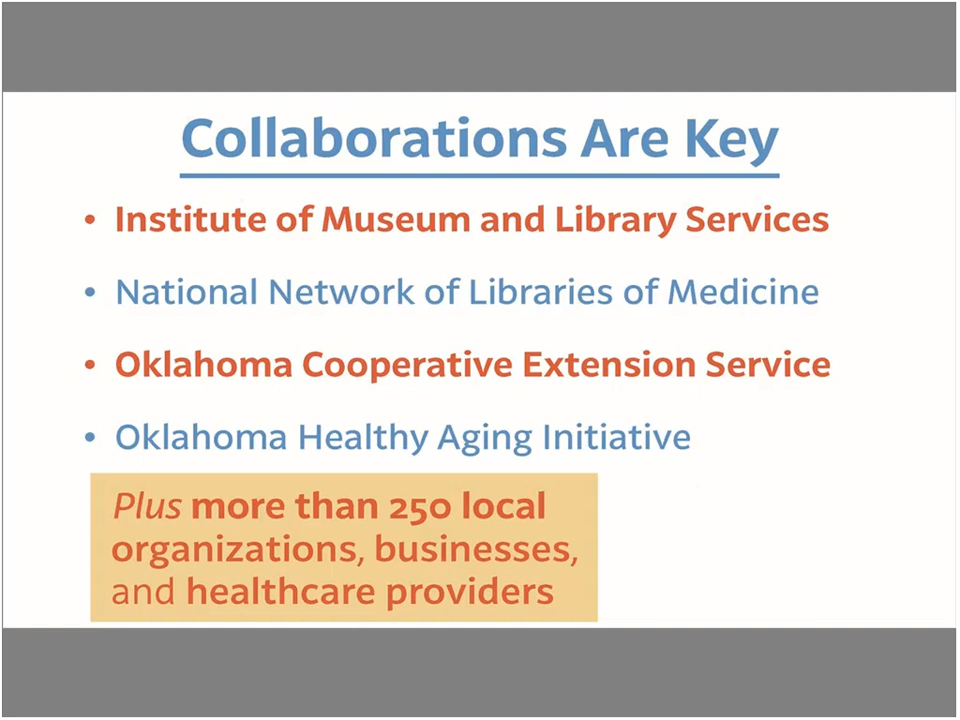 Collaborations Are Key
• Institute of Museum and Library Services
• National Network of Libraries of Medicine
• Oklahoma Cooperative Extension Service
• Oklahoma Healthy Aging Initiative
Plus more than 250 local
organizations, businesses,
and healthcare providers